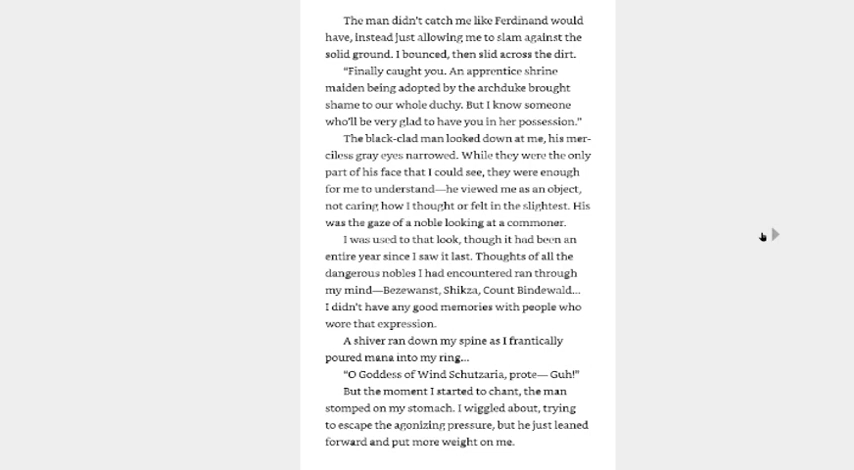 The man didn't catch me like Ferdinand would
have, instead just allowing me to slam against the
solid ground. I bounced, then slid across the dirt.
“Finally caught you. An apprentice shrine
maiden being adopted by the archduke brought
shame to our whole duchy. But I know someone
who'll be very glad to have you in her possession.”
The black-clad man looked down at me, his mer-
ciless gray eyes narrowed. While they were the only
part of his face that I could see, they were enough
for me to understand—he viewed me as an object,
not caring how I thought or felt in the slightest. His
was the gaze of a noble looking at a commoner.
I was used to that look, though it had been an
entire year since I saw it last. Thoughts of all the
dangerous nobles I had encountered ran through
my mind—Bezewanst, Shikza, Count Bindewald...
I didn't have any good memories with people who
wore that expression.
A shiver ran down my spine as I frantically
poured mana into my ring...
“O Goddess of Wind Schutzaria, prote— Guh!”
But the moment I started to chant, the man
stomped on my stomach. I wiggled about, trying
to escape the agonizing pressure, but he just leaned
forward and put more weight on me.